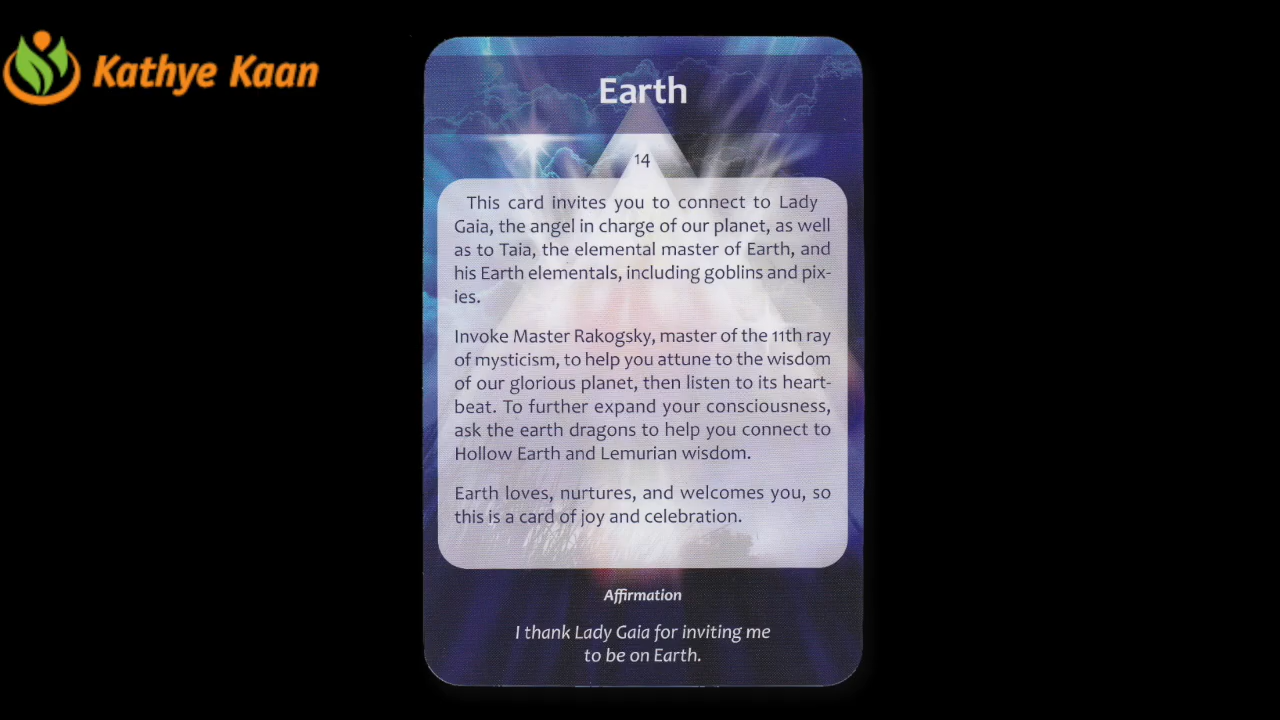 Kathye Kaan
Earth
14
This card invites you to connect to Lady
Gaia, the angel in charge of our planet, as well
as to Taia, the elemental master of Earth, and
his Earth elementals, including goblins and pix-
ies.
Invoke Master Rakogsky, master of the 11th ray
of mysticism, to help you attune to the wisdom
of our glorious planet, then listen to its heart-
beat. To further expand your consciousness,
ask the earth dragons to help you connect to
Hollow Earth and Lemurian wisdom.
Earth loves, nurtures, and welcomes you, so
this is a card of joy and celebration.
Affirmation
I thank Lady Gaia for inviting me
to be on Earth.